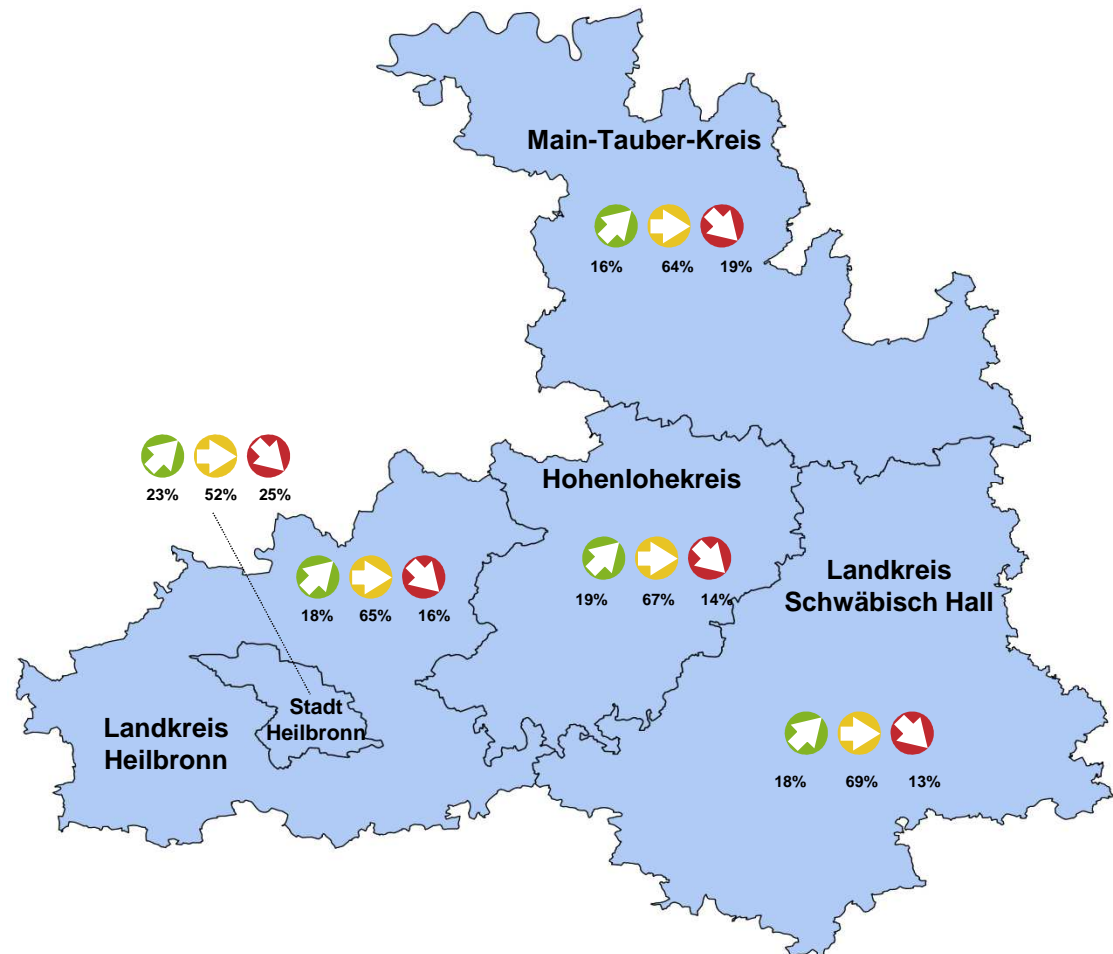 Main-Tauber-Kreis
16% 64% 19%
23% 52% 25%
Hohenlohekreis
19% 67% 14%
18% 65% 16%
Landkreis
Schwäbisch Hall
18% 69% 13%
Stadt
Heilbronn
Landkreis
Heilbronn